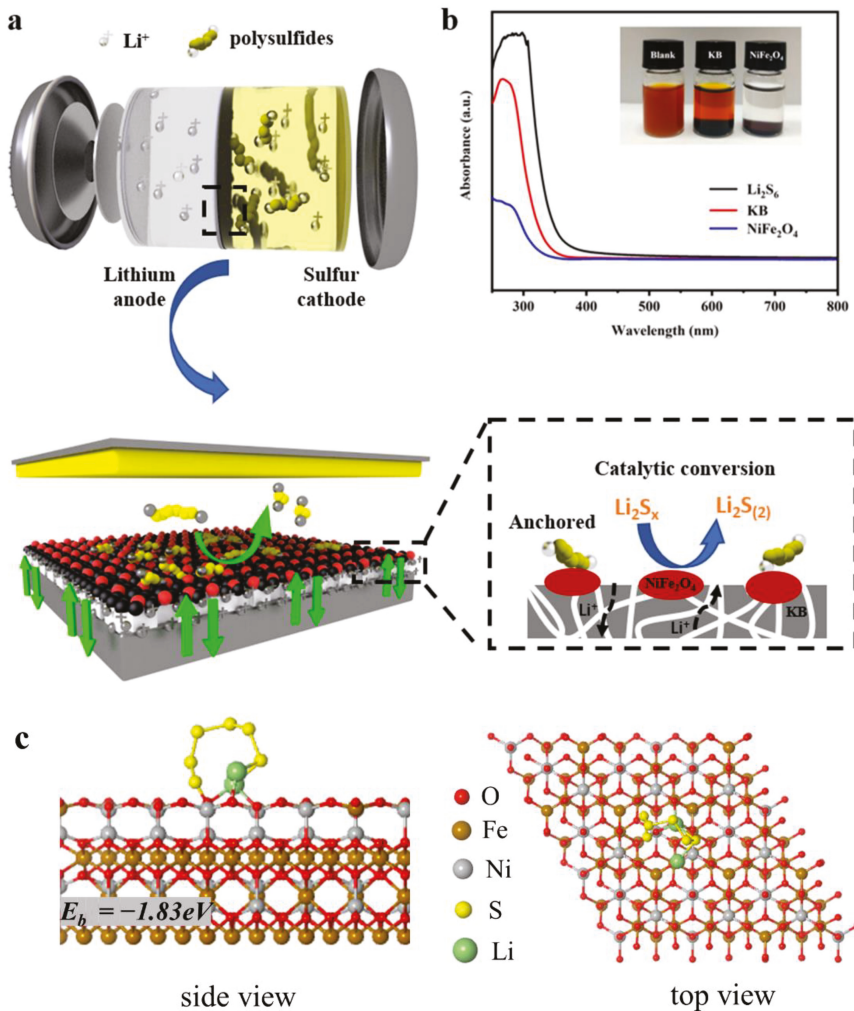 a
Li⁺
polysulfides
Lithium
anode
Sulfur
cathode
b
Absorbance (a.u.)
Blank
KB
NiFe₂O₄
Li₂S₆
KB
NiFe₂O₄
300
400
500
600
700
800
Wavelength (nm)
Catalytic conversion
Li₂Sₓ
Li₂S₍₂₎
Anchored
NiFe₂O₄
Li⁺
Li⁺
KB
c
E_b = −1.83eV
side view
O
Fe
Ni
S
Li
top view